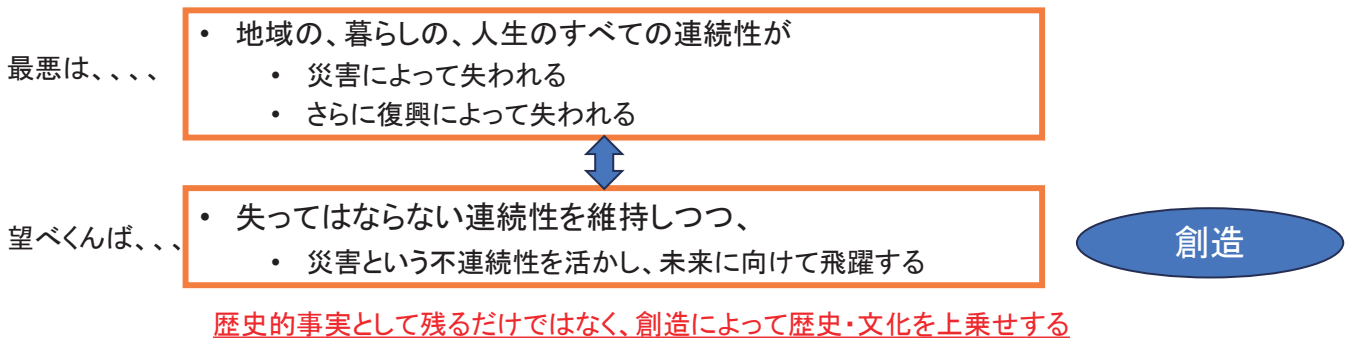 最悪は、、、、
• 地域の、暮らしの、人生のすべての連続性が
• 災害によって失われる
• さらに復興によって失われる
望べくんば、、、
• 失ってはならない連続性を維持しつつ、
• 災害という不連続性を活かし、未来に向けて飛躍する
創造
歴史的事実として残るだけではなく、創造によって歴史・文化を上乗せする